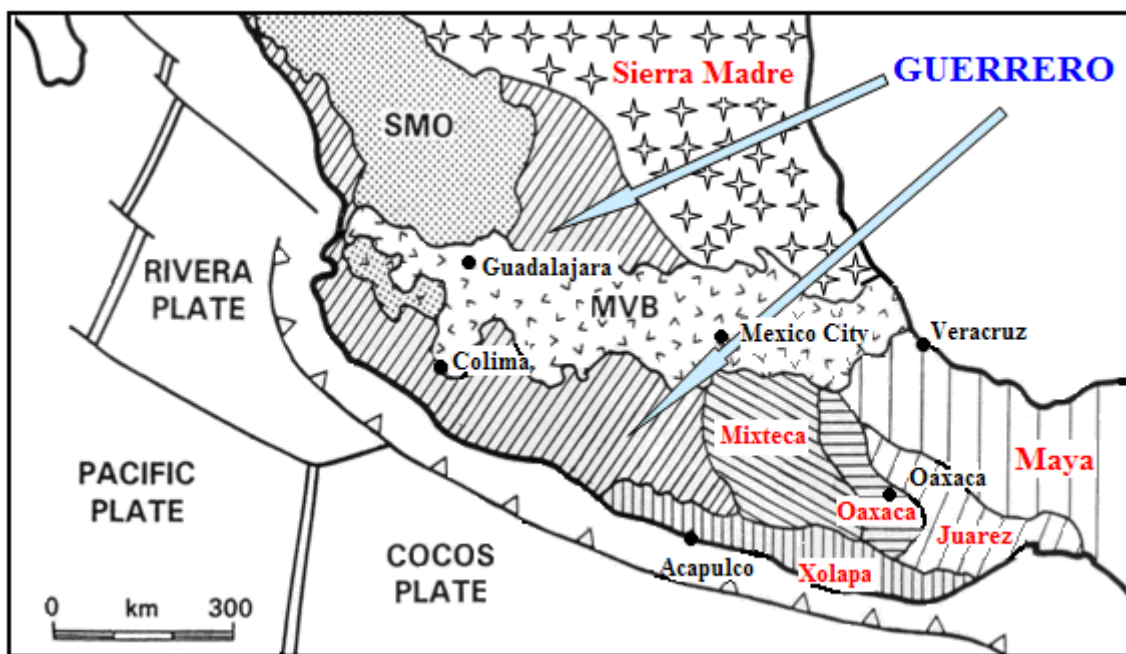 Sierra Madre
GUERRERO
SMO
Guadalajara
RIVERA
PLATE
MVB
Mexico City
Veracruz
Colima
Mixteca
Maya
PACIFIC
PLATE
Oaxaca
Oaxaca
Juarez
COCOS
PLATE
Acapulco
Xolapa
0 km 300